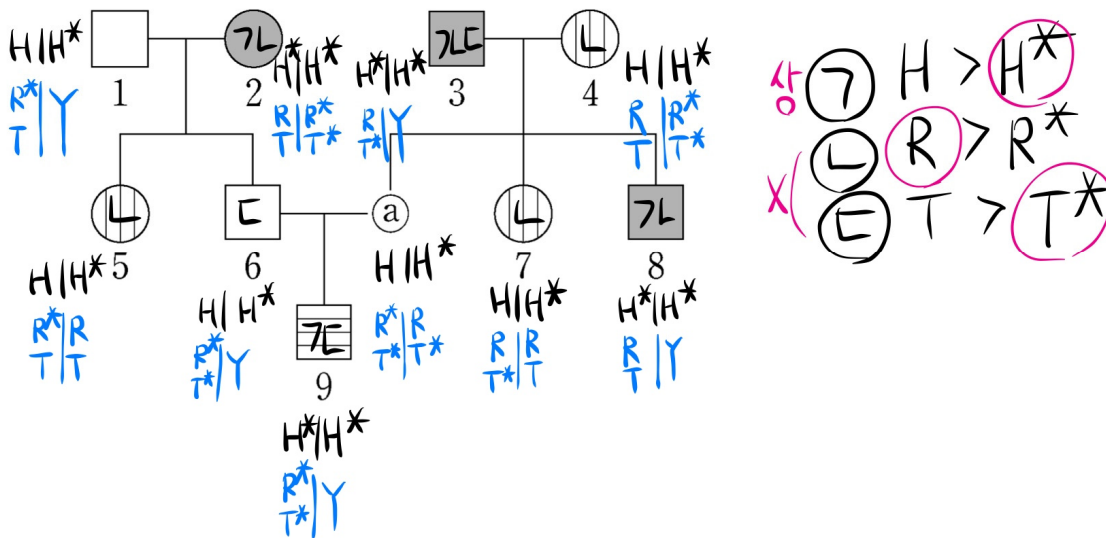 H|H*
R*|Y
T
1
ㄱㄴ
2
H*|H*
R|R*
T|T*
ㄱㄴㄷ
3
H*|H*
R|Y
T*
ㄴ
4
H|H*
R|R*
T|T*
상 ㄱ H > H*
X ( ㄴ R > R*
ㄷ T > T*
ㄴ
5
H|H*
R*|R
T|T
ㄷ
6
H|H*
R*|Y
T*
ⓐ
H|H*
R*|R
T*|T*
ㄴ
7
H|H*
R|R
T*|T
ㄱㄴ
8
H*|H*
R|Y
T
ㄱㄷ
9
H*|H*
R*|Y
T*